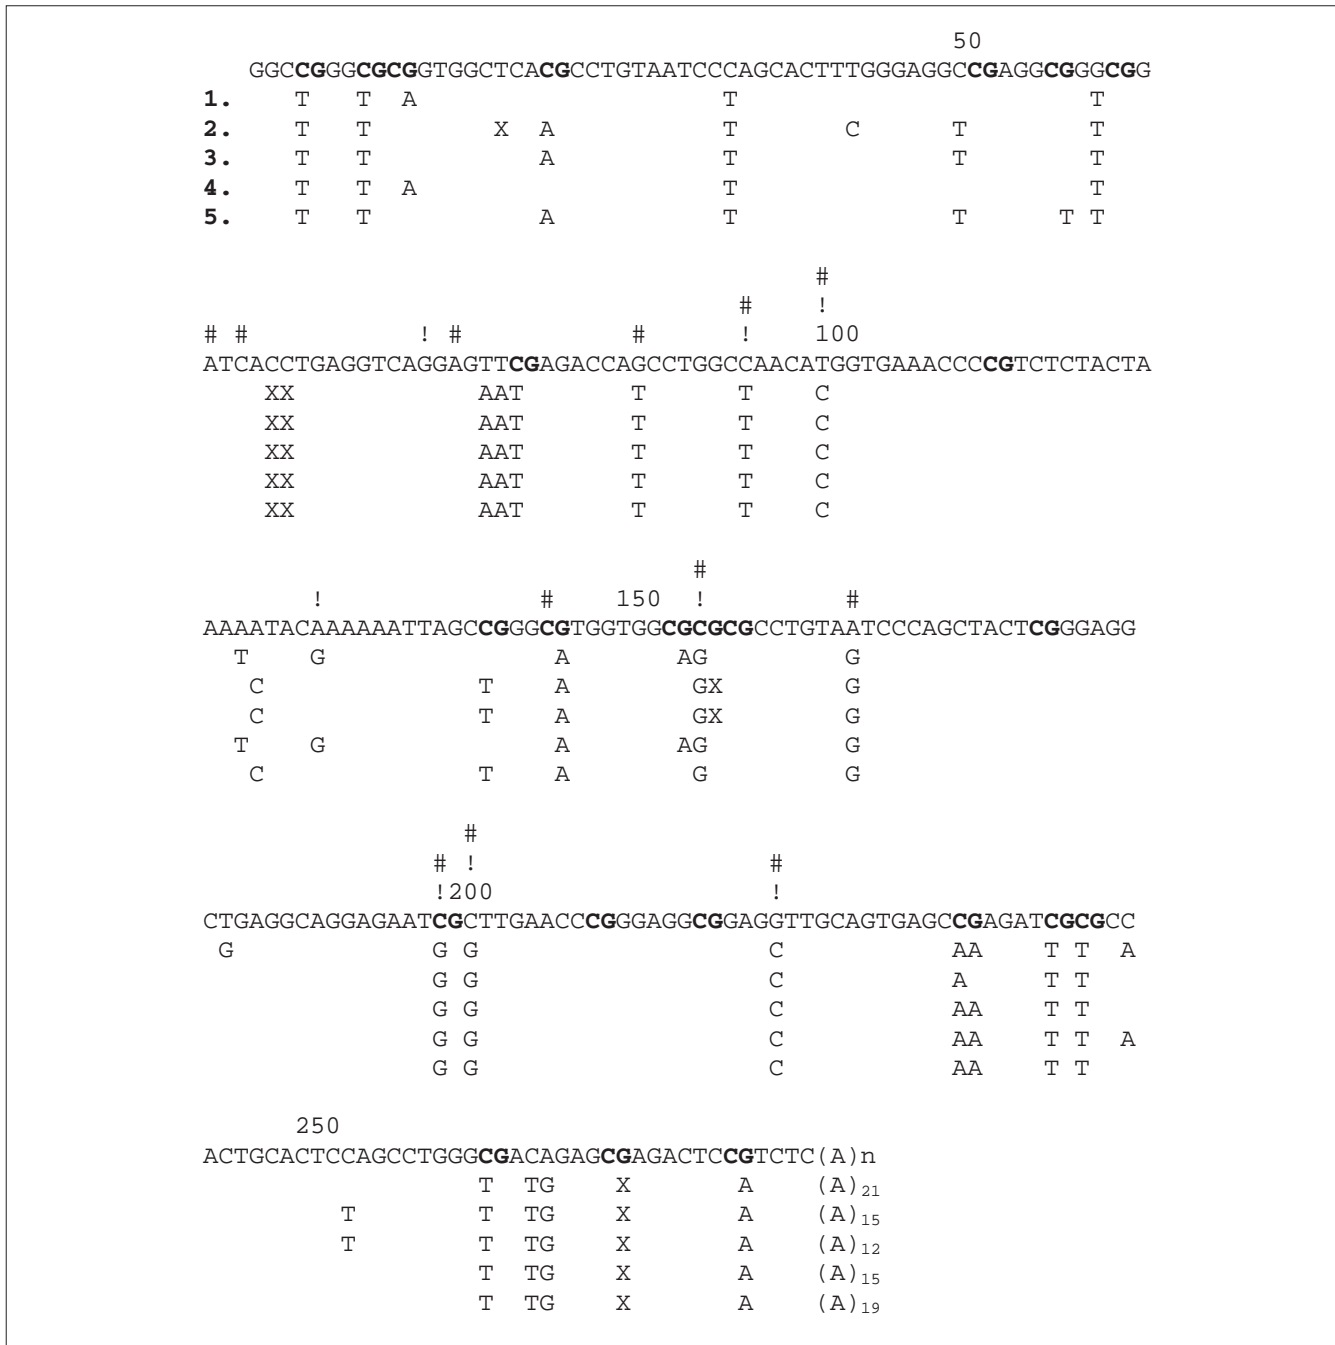 50
GGCCGGGCGCGGTGGCTCACGCCTGTAATCCCAGCACTTTGGGAGGCCGAGGCGGGCGG
1. T T A T T
2. T T X A T C T T
3. T T A T T T
4. T T A T T
5. T T A T T T T
#
# !
# # ! # # ! 100
ATCACCTGAGGTCAGGAGTTCGAGACCAGCCTGGCCAACATGGTGAAACCCCGTCTCTACTA
XX AAT T T C
XX AAT T T C
XX AAT T T C
XX AAT T T C
XX AAT T T C
#
! # 150 ! #
AAAATACAAAAAATTAGCCGGGCGTGGTGGCGCGCGCCTGTAATCCCAGCTACTCGGGAGG
T G A AG G
C T A GX G
C T A GX G
T G A AG G
C T A G G
#
# ! #
!200 !
CTGAGGCAGGAGAATCGCTTGAACCCGGGAGGCGGAGGTTGCAGTGAGCCGAGATCGCGCC
G G G C AA T T A
G G C A T T
G G C AA T T
G G C AA T T A
G G C AA T T
250
ACTGCACTCCAGCCTGGGCGACAGAGCGAGACTCCGTCTC(A)n
T TG X A (A)21
T T TG X A (A)15
T T TG X A (A)12
T TG X A (A)15
T TG X A (A)19